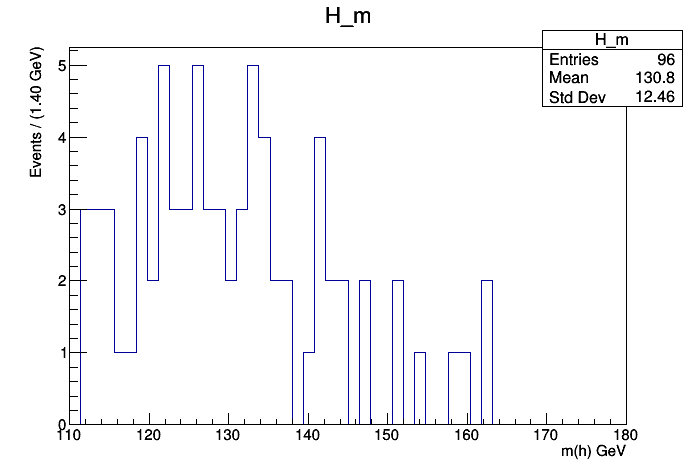 H_m
H_m
Entries 96
Mean 130.8
Std Dev 12.46
Events / (1.40 GeV)
5
4
3
2
1
0
110 120 130 140 150 160 170 180
m(h) GeV